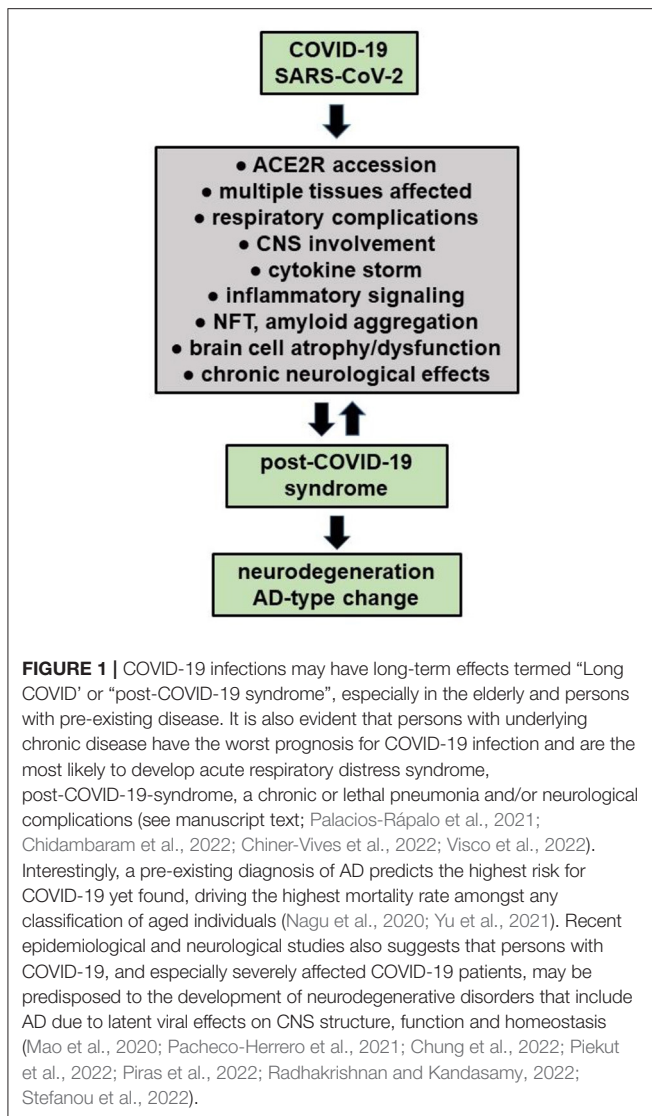 COVID-19
SARS-CoV-2
● ACE2R accession
● multiple tissues affected
● respiratory complications
● CNS involvement
● cytokine storm
● inflammatory signaling
● NFT, amyloid aggregation
● brain cell atrophy/dysfunction
● chronic neurological effects
post-COVID-19
syndrome
neurodegeneration
AD-type change
FIGURE 1 | COVID-19 infections may have long-term effects termed “Long
COVID’ or “post-COVID-19 syndrome”, especially in the elderly and persons
with pre-existing disease. It is also evident that persons with underlying
chronic disease have the worst prognosis for COVID-19 infection and are the
most likely to develop acute respiratory distress syndrome,
post-COVID-19-syndrome, a chronic or lethal pneumonia and/or neurological
complications (see manuscript text; Palacios-Rápalo et al., 2021;
Chidambaram et al., 2022; Chiner-Vives et al., 2022; Visco et al., 2022).
Interestingly, a pre-existing diagnosis of AD predicts the highest risk for
COVID-19 yet found, driving the highest mortality rate amongst any
classification of aged individuals (Nagu et al., 2020; Yu et al., 2021). Recent
epidemiological and neurological studies also suggests that persons with
COVID-19, and especially severely affected COVID-19 patients, may be
predisposed to the development of neurodegenerative disorders that include
AD due to latent viral effects on CNS structure, function and homeostasis
(Mao et al., 2020; Pacheco-Herrero et al., 2021; Chung et al., 2022; Piekut
et al., 2022; Piras et al., 2022; Radhakrishnan and Kandasamy, 2022;
Stefanou et al., 2022).